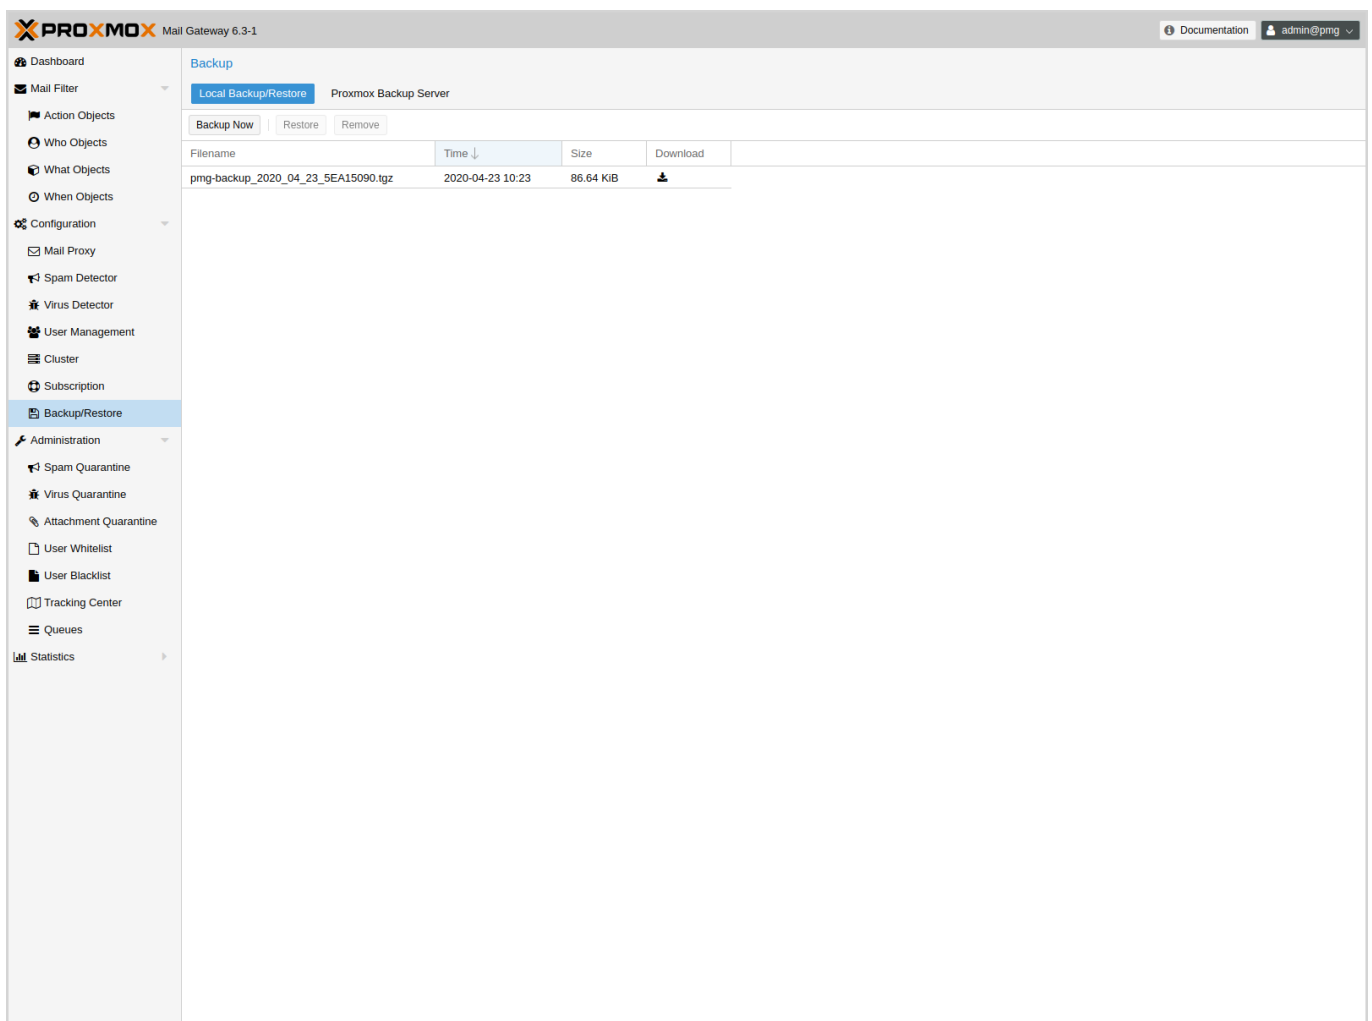 PROXMOX Mail Gateway 6.3-1 Documentation admin@pmg
Dashboard
Mail Filter
Action Objects
Who Objects
What Objects
When Objects
Configuration
Mail Proxy
Spam Detector
Virus Detector
User Management
Cluster
Subscription
Backup/Restore
Administration
Spam Quarantine
Virus Quarantine
Attachment Quarantine
User Whitelist
User Blacklist
Tracking Center
Queues
Statistics
Backup
Local Backup/Restore Proxmox Backup Server
Backup Now Restore Remove
Filename Time Size Download
pmg-backup_2020_04_23_5EA15090.tgz 2020-04-23 10:23 86.64 KiB